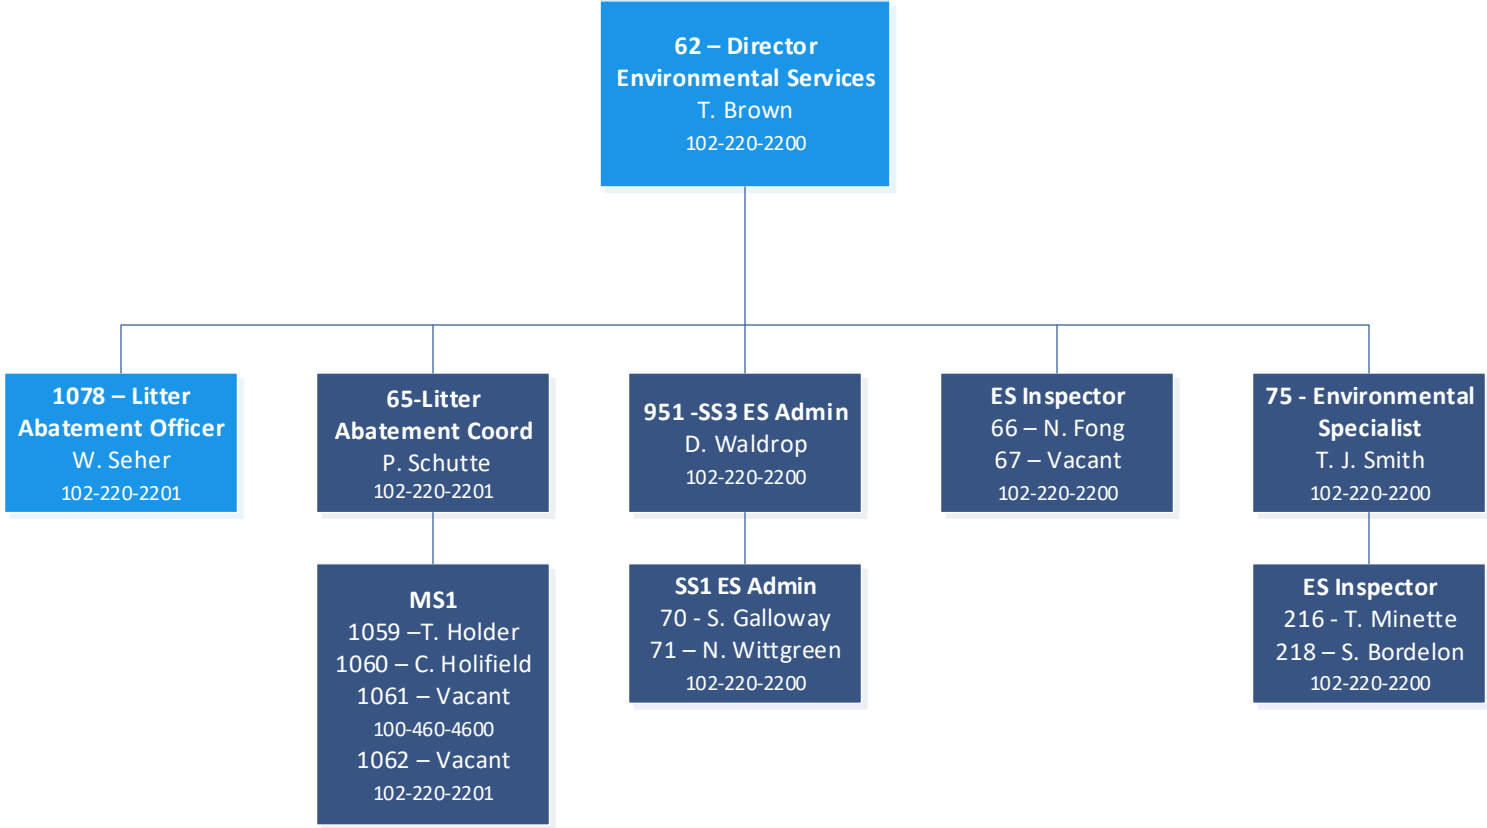 62 – Director
Environmental Services
T. Brown
102-220-2200
1078 – Litter
Abatement Officer
W. Seher
102-220-2201
65-Litter
Abatement Coord
P. Schutte
102-220-2201
951 -SS3 ES Admin
D. Waldrop
102-220-2200
ES Inspector
66 – N. Fong
67 – Vacant
102-220-2200
75 - Environmental
Specialist
T. J. Smith
102-220-2200
MS1
1059 –T. Holder
1060 – C. Holifield
1061 – Vacant
100-460-4600
1062 – Vacant
102-220-2201
SS1 ES Admin
70 - S. Galloway
71 – N. Wittgreen
102-220-2200
ES Inspector
216 - T. Minette
218 – S. Bordelon
102-220-2200